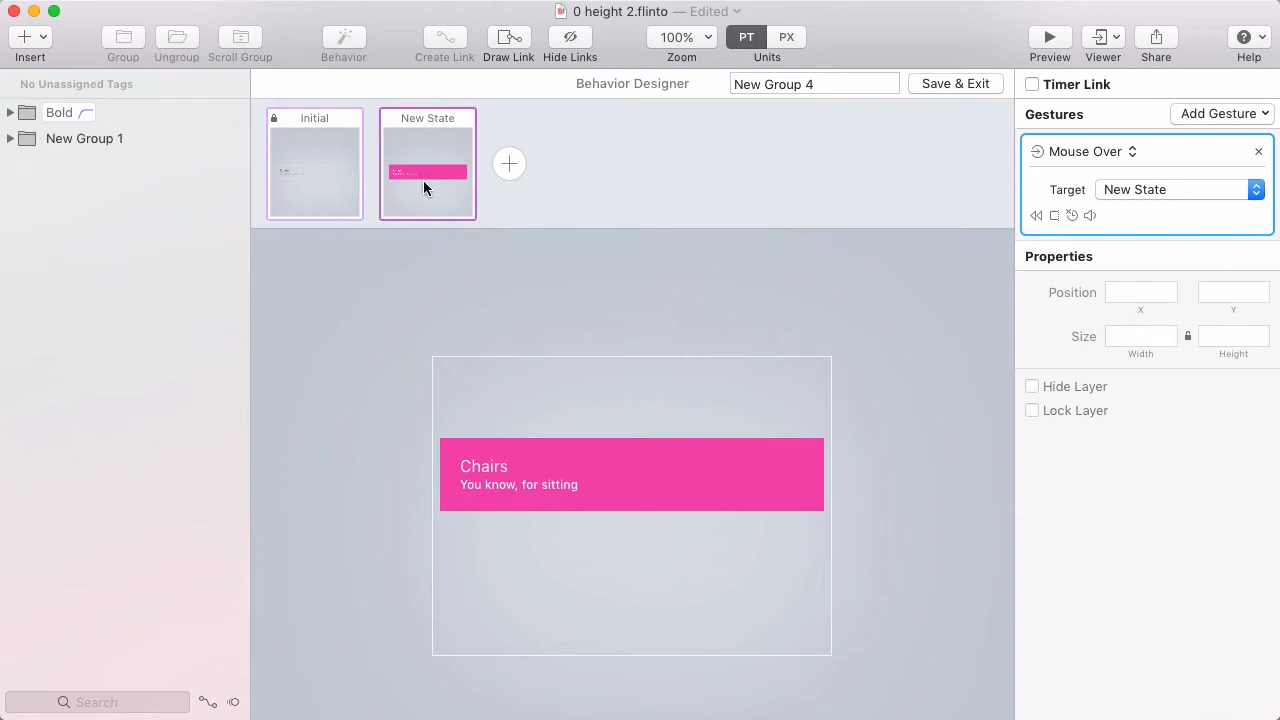 0 height 2.flinto — Edited
100% PT PX
Insert Group Ungroup Scroll Group Behavior Create Link Draw Link Hide Links Zoom Units Preview Viewer Share Help
No Unassigned Tags
Behavior Designer New Group 4 Save & Exit
Timer Link
Bold
New Group 1
Initial
New State
Gestures Add Gesture
Mouse Over
Target New State
Properties
Position
X Y
Size
Width Height
Hide Layer
Lock Layer
Chairs
You know, for sitting
Search